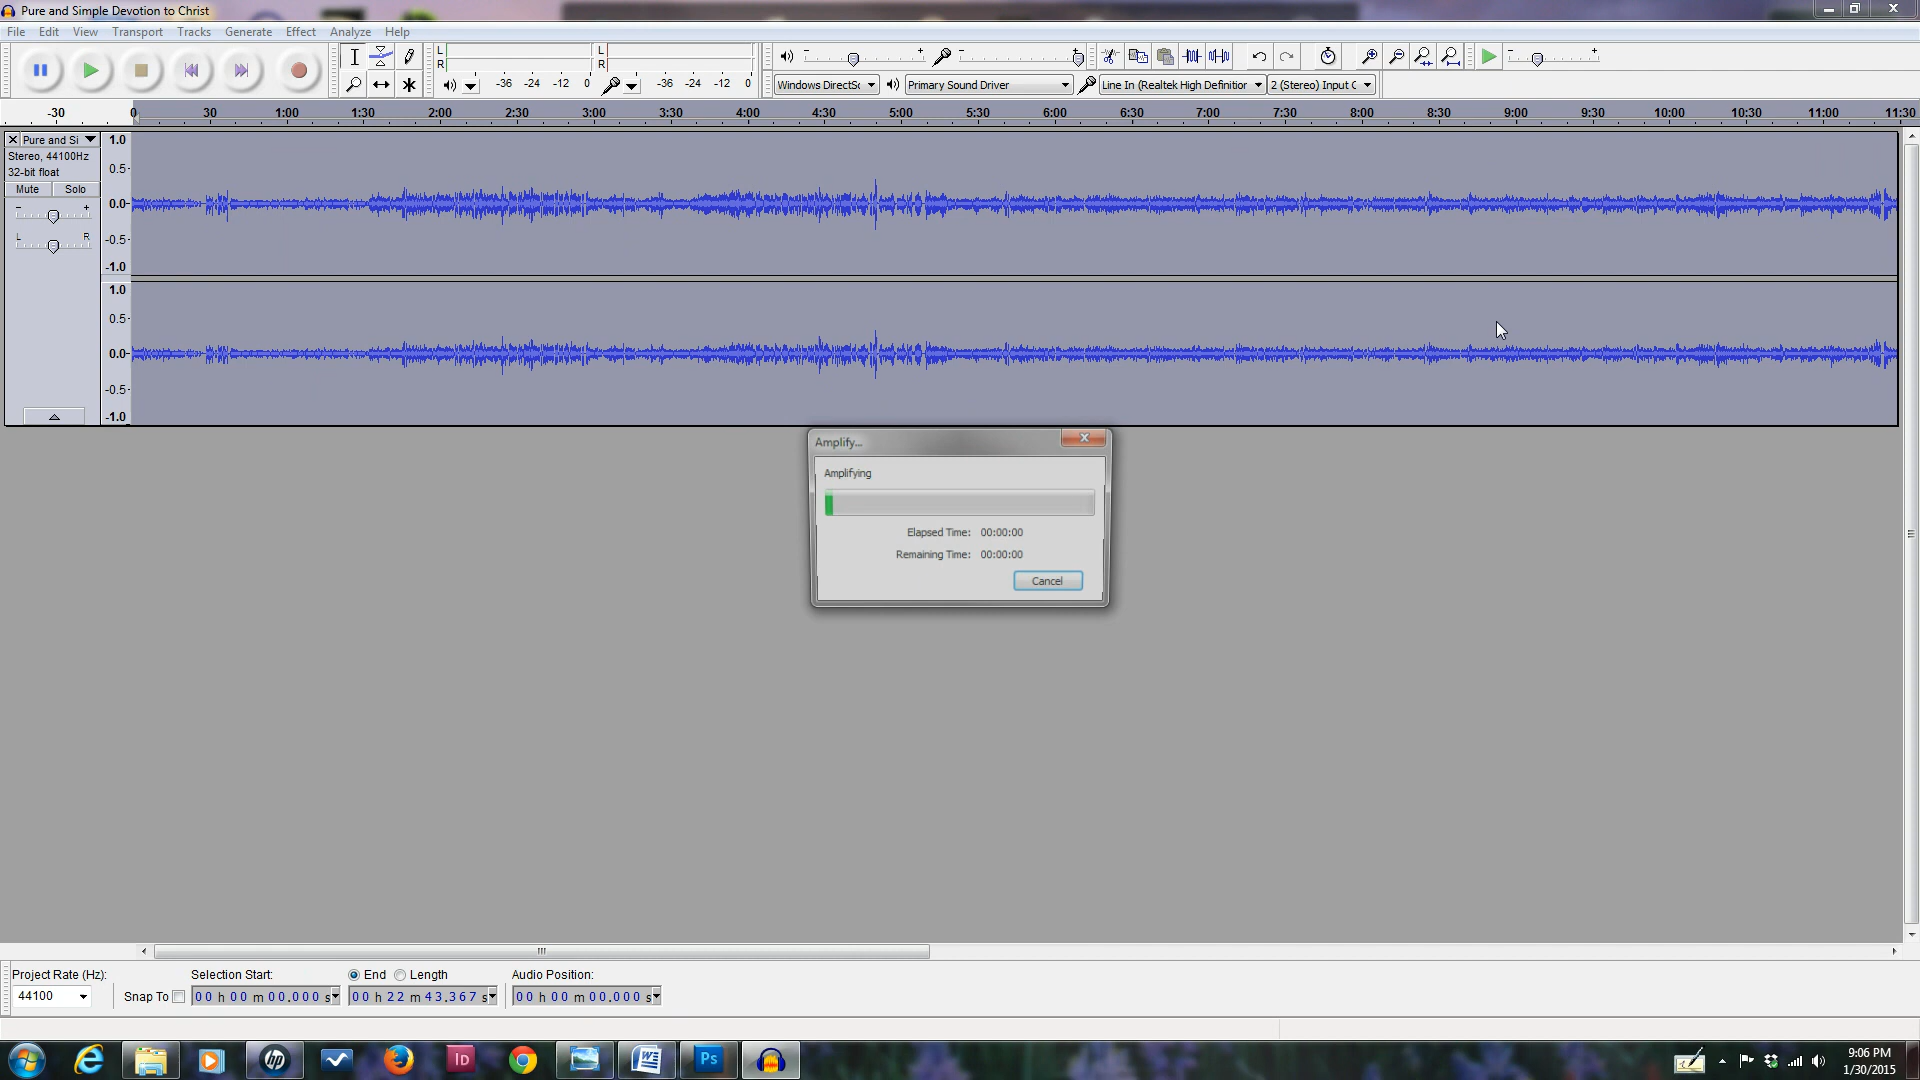 Pure and Simple Devotion to Christ
File Edit View Transport Tracks Generate Effect Analyze Help
L
R
-36 -24 -12 0
L
R
-36 -24 -12 0
- +
- +
- +
Windows DirectSo
Primary Sound Driver
Line In (Realtek High Definition
2 (Stereo) Input C
-30 0 30 1:00 1:30 2:00 2:30 3:00 3:30 4:00 4:30 5:00 5:30 6:00 6:30 7:00 7:30 8:00 8:30 9:00 9:30 10:00 10:30 11:00 11:30
X Pure and Si
Stereo, 44100Hz
32-bit float
Mute Solo
- +
L R
1.0
0.5-
0.0-
-0.5-
-1.0
1.0
0.5-
0.0-
-0.5-
-1.0
Amplify...
Amplifying
Elapsed Time: 00:00:00
Remaining Time: 00:00:00
Cancel
Project Rate (Hz): Selection Start: End Length Audio Position:
44100 Snap To 00 h 00 m 00.000 s 00 h 22 m 43.367 s 00 h 00 m 00.000 s
hp
Id
W
Ps
9:06 PM
1/30/2015